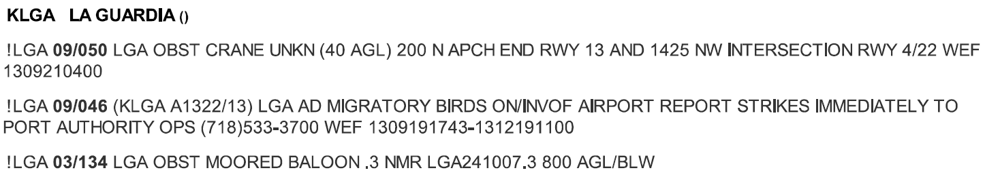 KLGA LA GUARDIA ()
!LGA 09/050 LGA OBST CRANE UNKN (40 AGL) 200 N APCH END RWY 13 AND 1425 NW INTERSECTION RWY 4/22 WEF
1309210400
!LGA 09/046 (KLGA A1322/13) LGA AD MIGRATORY BIRDS ON/INVOF AIRPORT REPORT STRIKES IMMEDIATELY TO
PORT AUTHORITY OPS (718)533-3700 WEF 1309191743-1312191100
!LGA 03/134 LGA OBST MOORED BALOON .3 NMR LGA241007.3 800 AGL/BLW